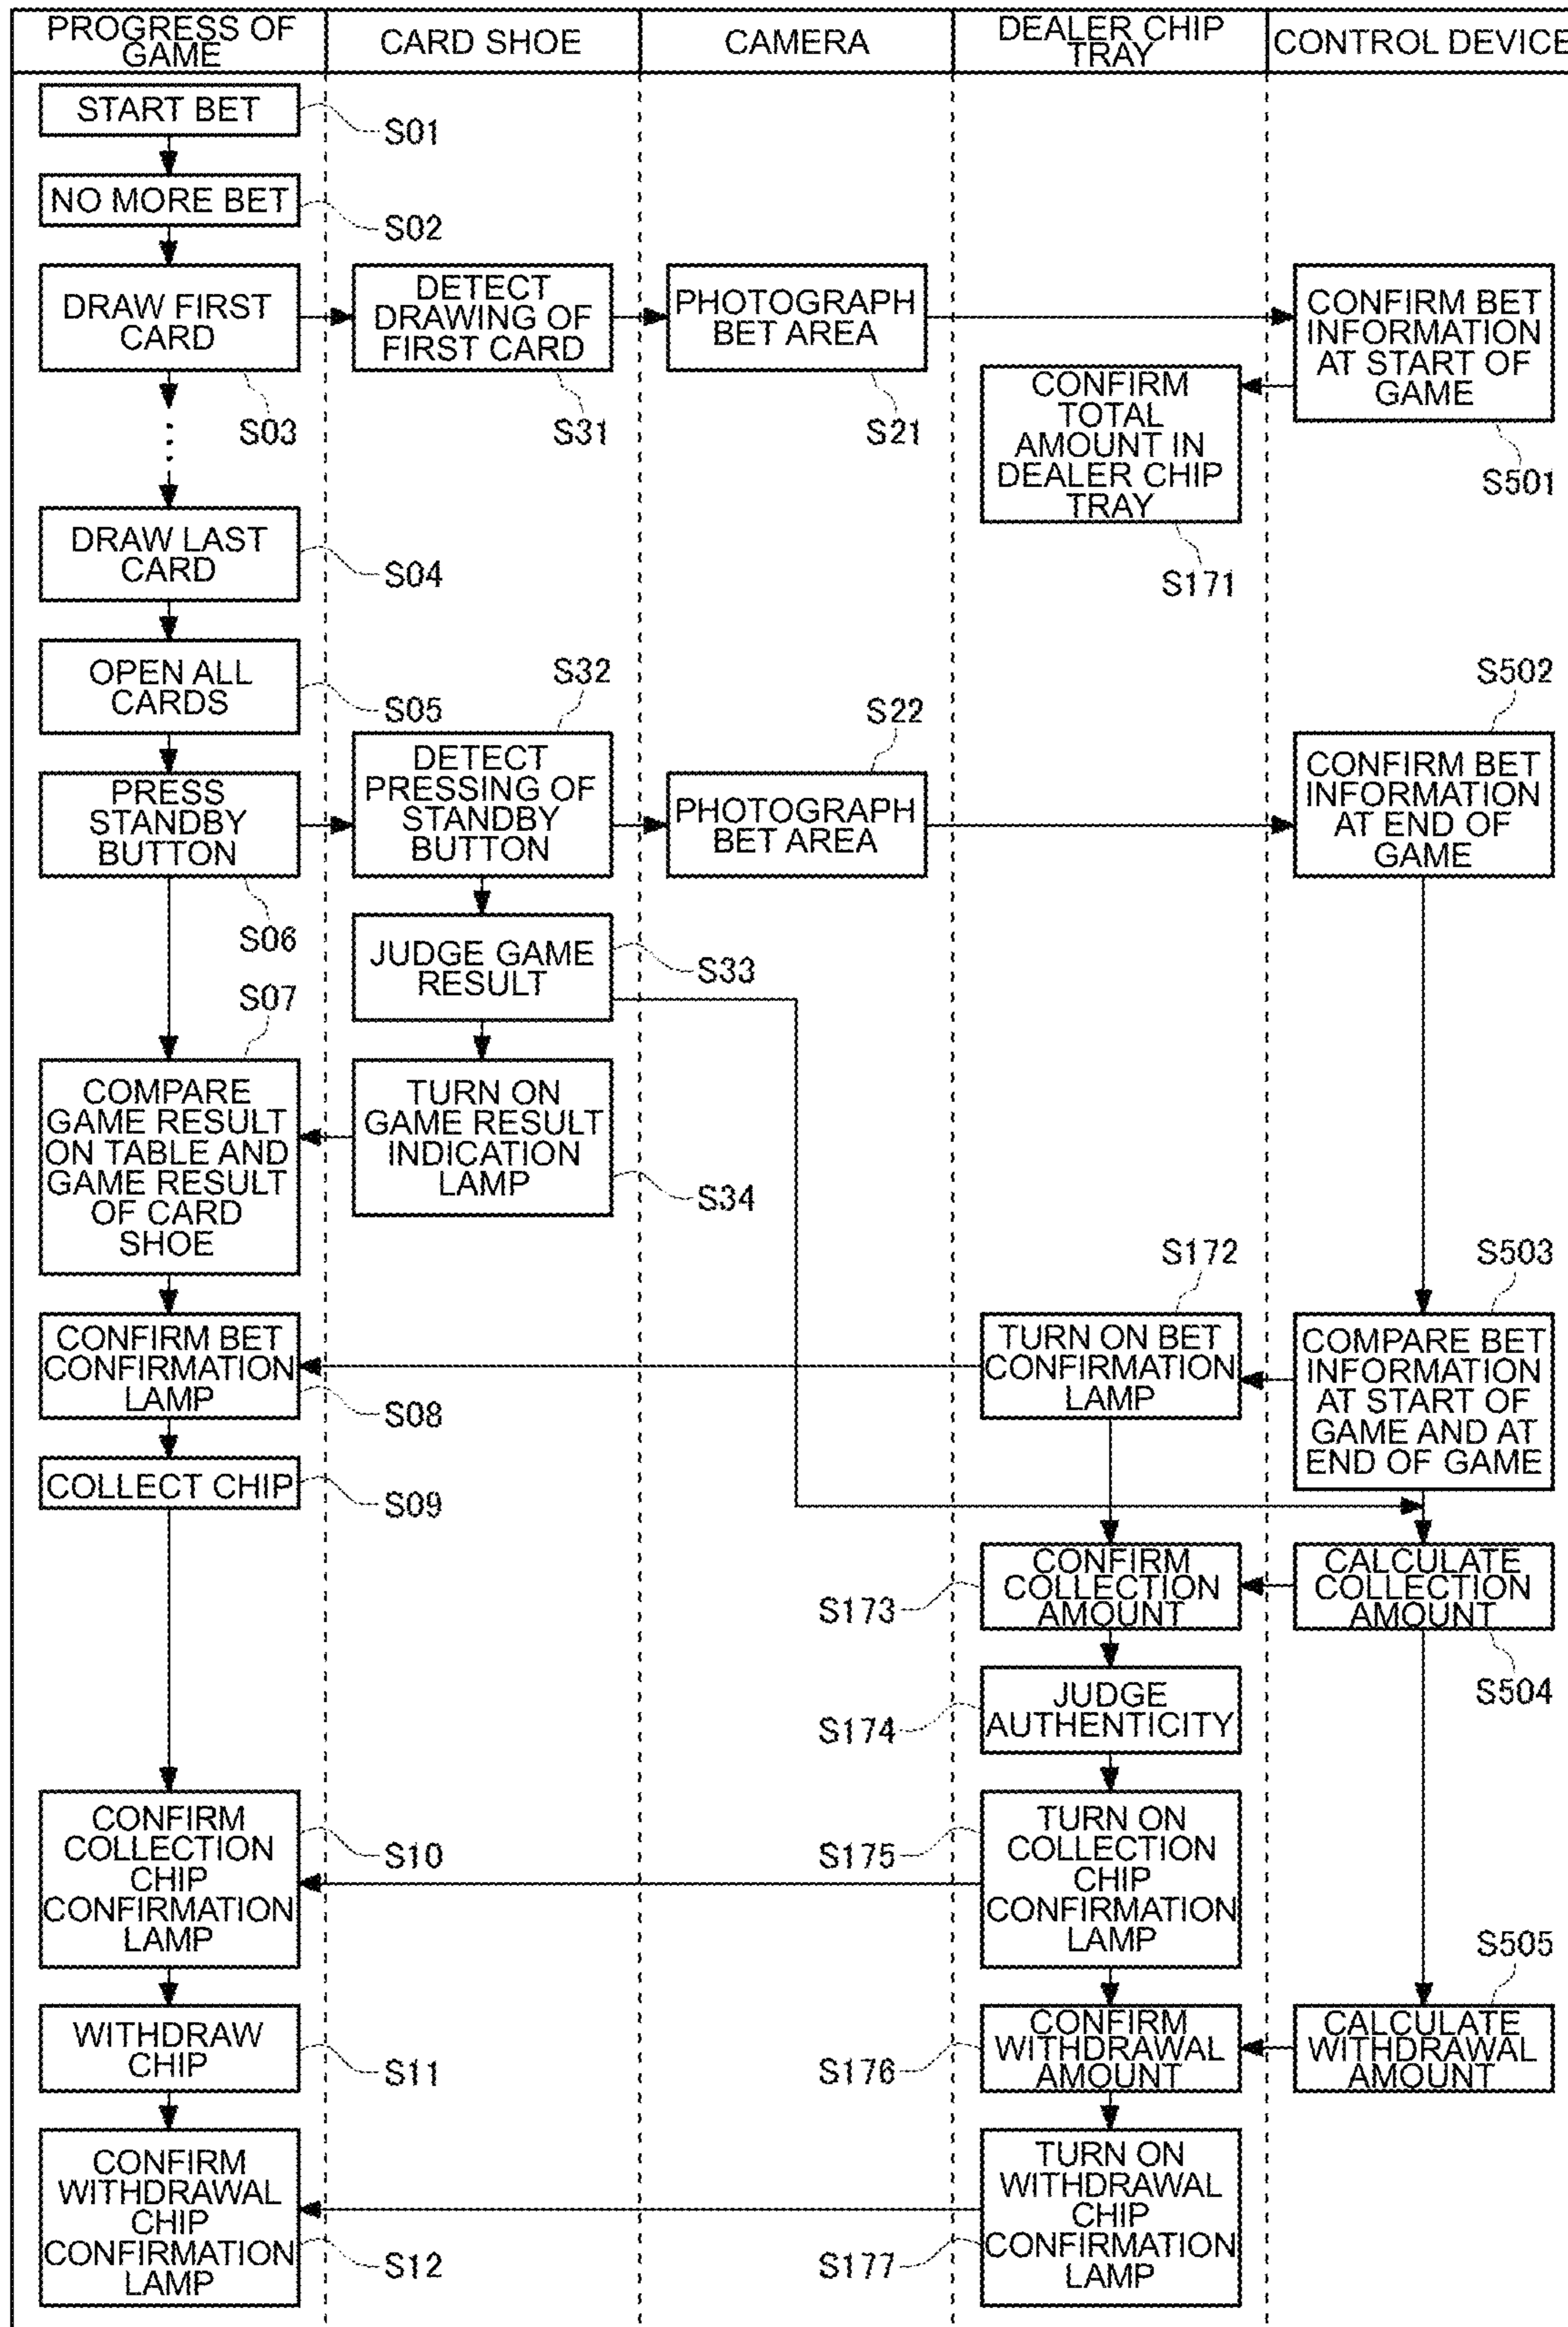 PROGRESS OF
GAME
CARD SHOE
CAMERA
DEALER CHIP
TRAY
CONTROL DEVICE
START BET
S01
NO MORE BET
S02
DRAW FIRST
CARD
S03
DETECT
DRAWING OF
FIRST CARD
S31
PHOTOGRAPH
BET AREA
S21
CONFIRM BET
INFORMATION
AT START OF
GAME
S501
CONFIRM
TOTAL
AMOUNT IN
DEALER CHIP
TRAY
S171
DRAW LAST
CARD
S04
OPEN ALL
CARDS
S05
PRESS
STANDBY
BUTTON
S06
S32
DETECT
PRESSING OF
STANDBY
BUTTON
S22
PHOTOGRAPH
BET AREA
S502
CONFIRM BET
INFORMATION
AT END OF
GAME
JUDGE GAME
RESULT
S33
S07
COMPARE
GAME RESULT
ON TABLE AND
GAME RESULT
OF CARD
SHOE
TURN ON
GAME RESULT
INDICATION
LAMP
S34
S172
TURN ON BET
CONFIRMATION
LAMP
S503
COMPARE BET
INFORMATION
AT START OF
GAME AND AT
END OF GAME
CONFIRM BET
CONFIRMATION
LAMP
S08
COLLECT CHIP
S09
CONFIRM
COLLECTION
AMOUNT
S173
CALCULATE
COLLECTION
AMOUNT
S504
JUDGE
AUTHENTICITY
S174
CONFIRM
COLLECTION
CHIP
CONFIRMATION
LAMP
S10
S175
TURN ON
COLLECTION
CHIP
CONFIRMATION
LAMP
S505
WITHDRAW
CHIP
S11
S176
CONFIRM
WITHDRAWAL
AMOUNT
CALCULATE
WITHDRAWAL
AMOUNT
CONFIRM
WITHDRAWAL
CHIP
CONFIRMATION
LAMP
S12
S177
TURN ON
WITHDRAWAL
CHIP
CONFIRMATION
LAMP